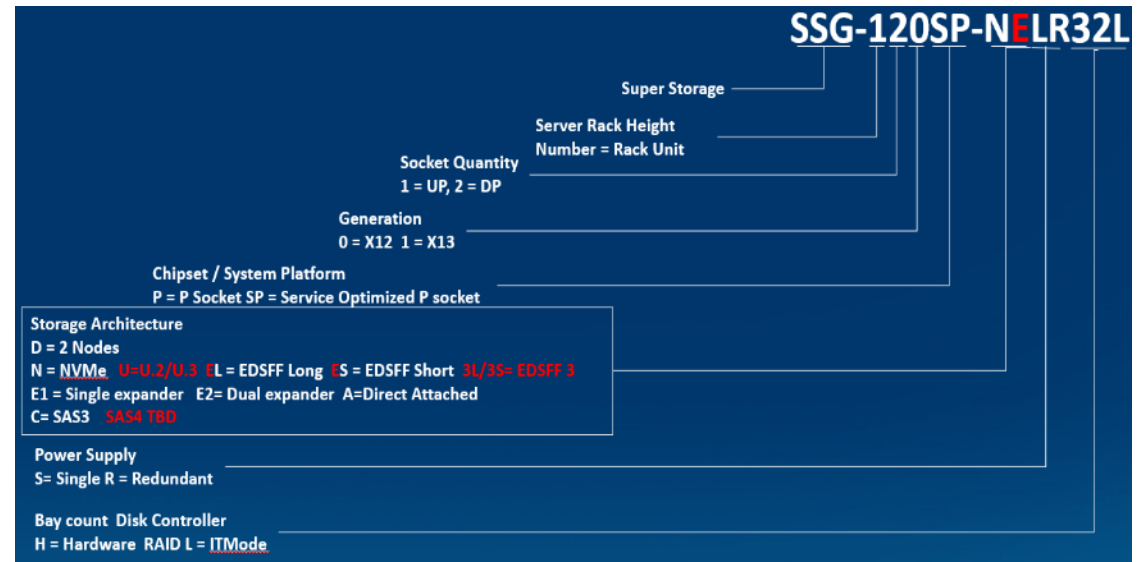 SSG-120SP-NELR32L
Super Storage
Server Rack Height
Number = Rack Unit
Socket Quantity
1 = UP, 2 = DP
Generation
0 = X12 1 = X13
Chipset / System Platform
P = P Socket SP = Service Optimized P socket
Storage Architecture
D = 2 Nodes
N = NVMe U=U.2/U.3 EL = EDSFF Long ES = EDSFF Short 3L/3S= EDSFF 3
E1 = Single expander E2= Dual expander A=Direct Attached
C= SAS3 SAS4 TBD
Power Supply
S= Single R = Redundant
Bay count Disk Controller
H = Hardware RAID L = ITMode